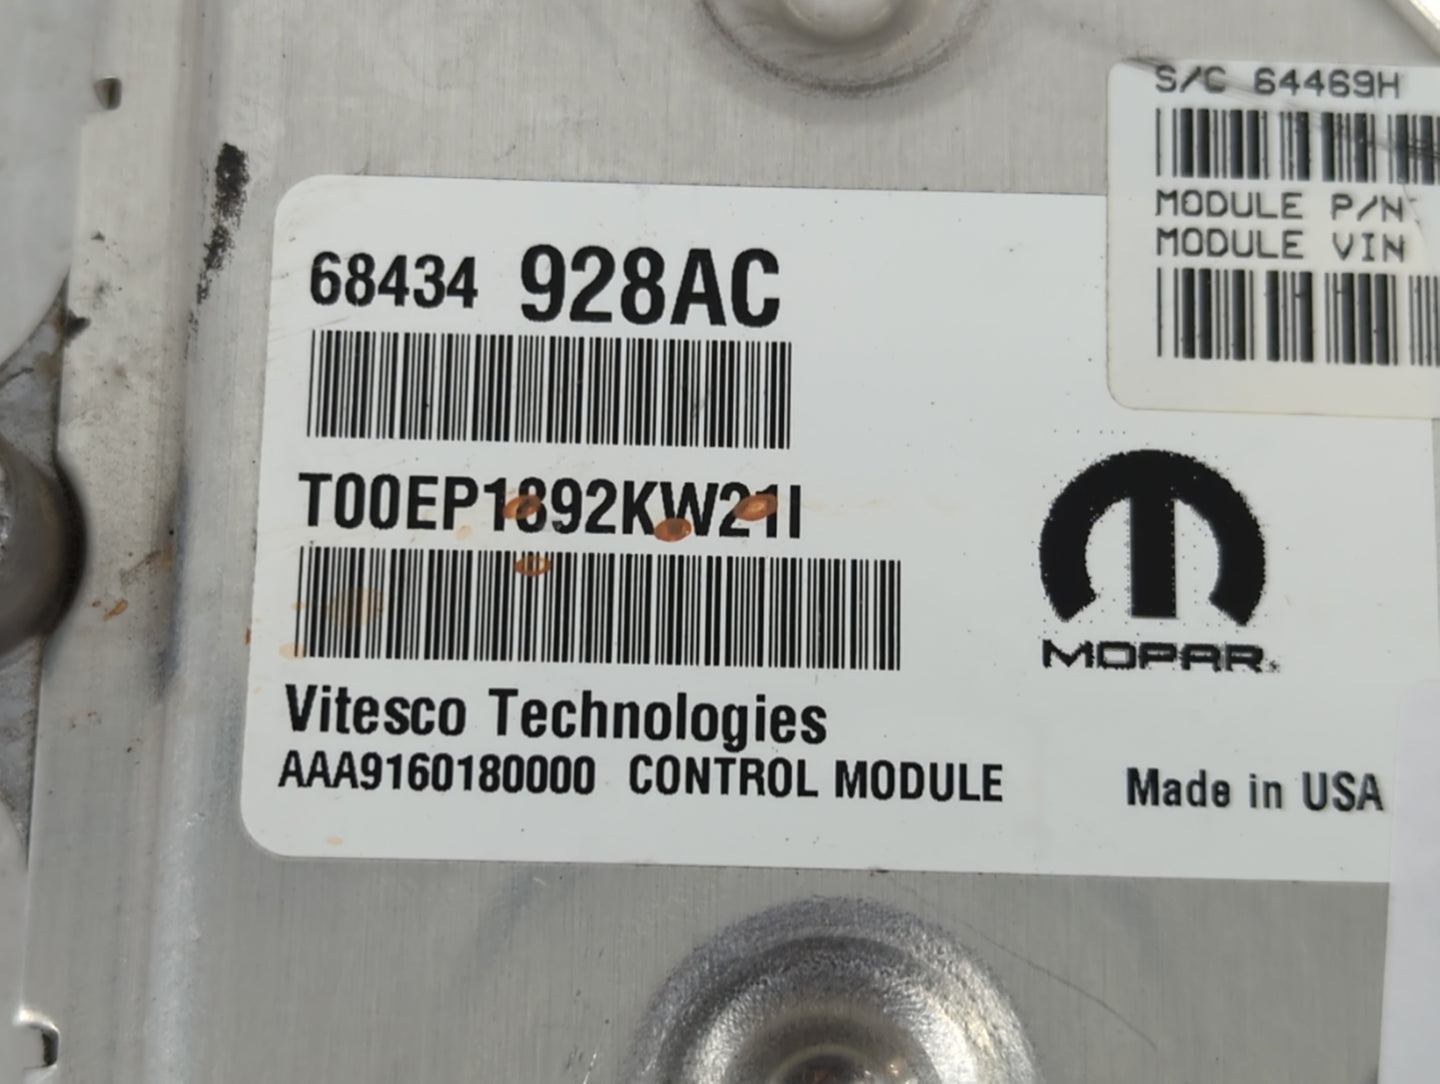 S/C 64469H
MODULE P/N
MODULE VIN
68434 928AC
T00EP1892KW21I
MOPAR
Vitesco Technologies
AAA9160180000 CONTROL MODULE
Made in USA